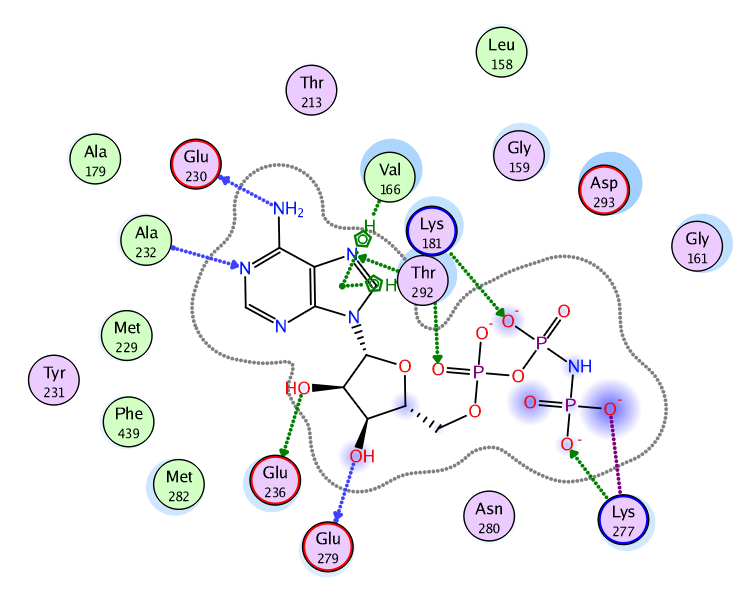 Leu
158
Thr
213
Gly
159
Ala
179
Glu
230
Val
166
Asp
293
NH2
H
Lys
181
Ala
232
Gly
161
N
N
Thr
292
H
N
N
O-
O-
O
P
Met
229
O
P
O
NH
O
Tyr
231
HO
O
P
O-
O
Phe
439
OH
O-
Glu
236
Met
282
Asn
280
Lys
277
Glu
279